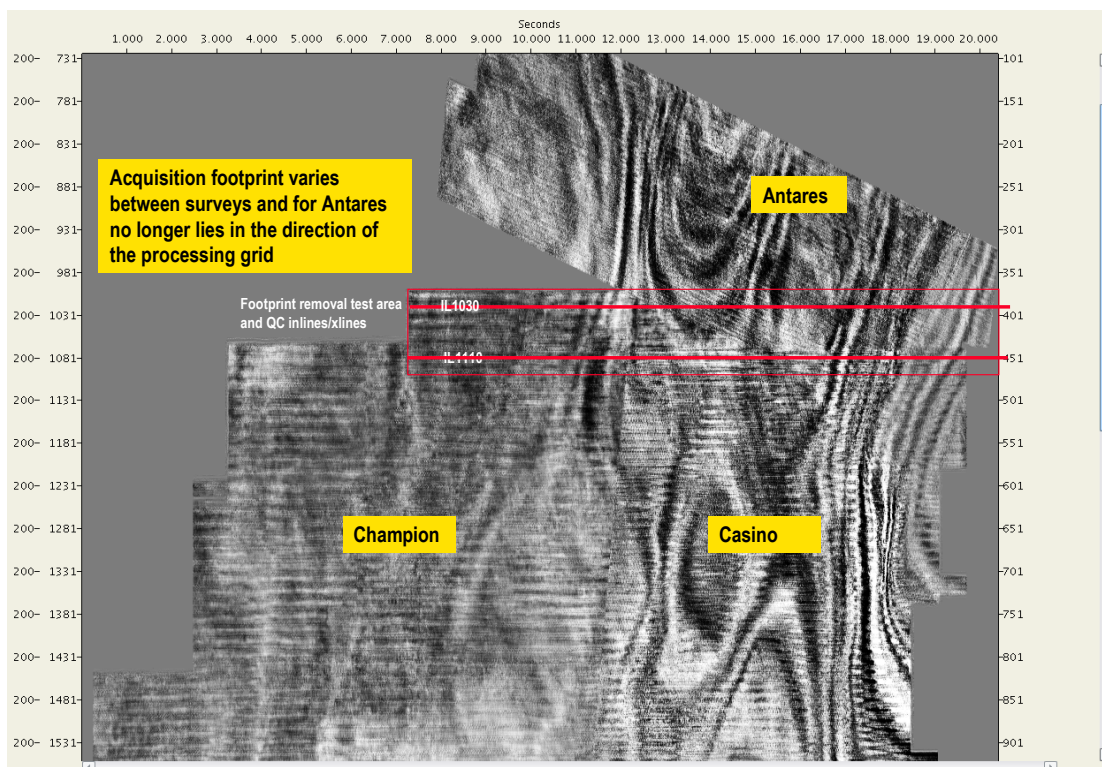 Seconds
1.000 2.000 3.000 4.000 5.000 6.000 7.000 8.000 9.000 10.000 11.000 12.000 13.000 14.000 15.000 16.000 17.000 18.000 19.000 20.000
200- 731- -101
200- 781- -151
200- 831- -201
Acquisition footprint varies
between surveys and for Antares
no longer lies in the direction of
the processing grid
Antares
200- 881- -251
200- 931- -301
200- 981- -351
Footprint removal test area
and QC inlines/xlines
IL1030
200- 1031- -401
IL1110
200- 1081- -451
200- 1131- -501
200- 1181- -551
200- 1231- -601
Champion
Casino
200- 1281- -651
200- 1331- -701
200- 1381- -751
200- 1431- -801
200- 1481- -851
200- 1531- -901